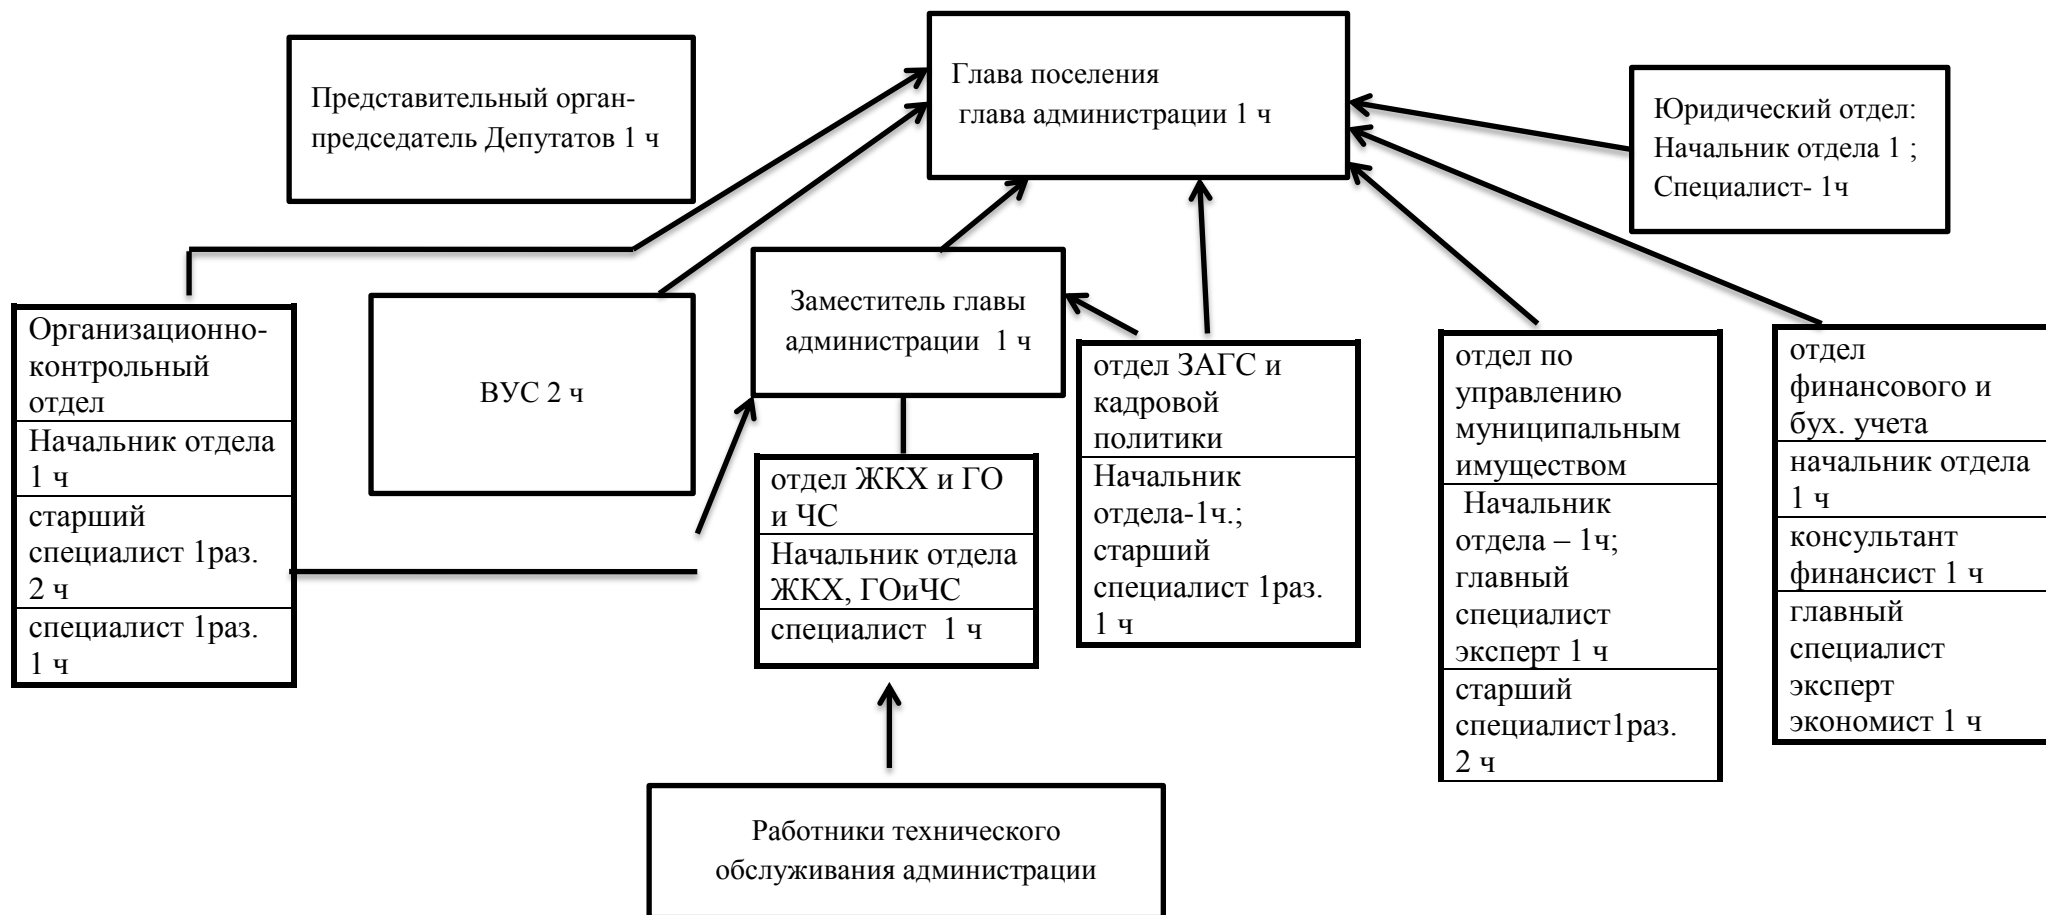 Представительный орган-
председатель Депутатов 1 ч
Глава поселения
глава администрации 1 ч
Юридический отдел:
Начальник отдела 1 ;
Специалист- 1ч
Организационно-
контрольный
отдел
Начальник отдела
1 ч
старший
специалист 1раз.
2 ч
специалист 1раз.
1 ч
ВУС 2 ч
Заместитель главы
администрации 1 ч
отдел ЖКХ и ГО
и ЧС
Начальник отдела
ЖКХ, ГОиЧС
специалист 1 ч
отдел ЗАГС и
кадровой
политики
Начальник
отдела-1ч.;
старший
специалист 1раз.
1 ч
отдел по
управлению
муниципальным
имуществом
Начальник
отдела – 1ч;
главный
специалист
эксперт 1 ч
старший
специалист1раз.
2 ч
отдел
финансового и
бух. учета
начальник отдела
1 ч
консультант
финансист 1 ч
главный
специалист
эксперт
экономист 1 ч
Работники технического
обслуживания администрации